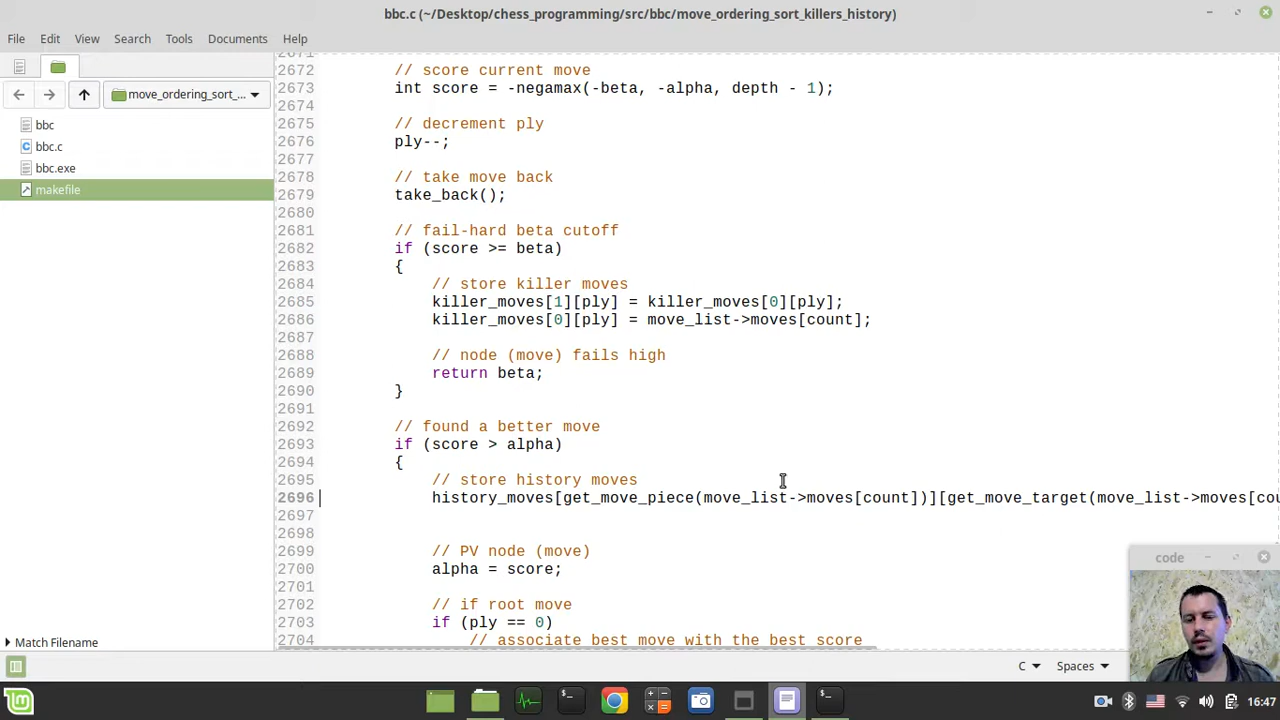 bbc.c (~/Desktop/chess_programming/src/bbc/move_ordering_sort_killers_history)
File Edit View Search Tools Documents Help
move_ordering_sort_...
bbc
bbc.c
bbc.exe
makefile
Match Filename
2672 // score current move
2673 int score = -negamax(-beta, -alpha, depth - 1);
2674
2675 // decrement ply
2676 ply--;
2677
2678 // take move back
2679 take_back();
2680
2681 // fail-hard beta cutoff
2682 if (score >= beta)
2683 {
2684 // store killer moves
2685 killer_moves[1][ply] = killer_moves[0][ply];
2686 killer_moves[0][ply] = move_list->moves[count];
2687
2688 // node (move) fails high
2689 return beta;
2690 }
2691
2692 // found a better move
2693 if (score > alpha)
2694 {
2695 // store history moves
2696 history_moves[get_move_piece(move_list->moves[count])][get_move_target(move_list->moves[cou
2697
2698
2699 // PV node (move)
2700 alpha = score;
2701
2702 // if root move
2703 if (ply == 0)
2704 // associate best move with the best score
code
C Spaces
16:47